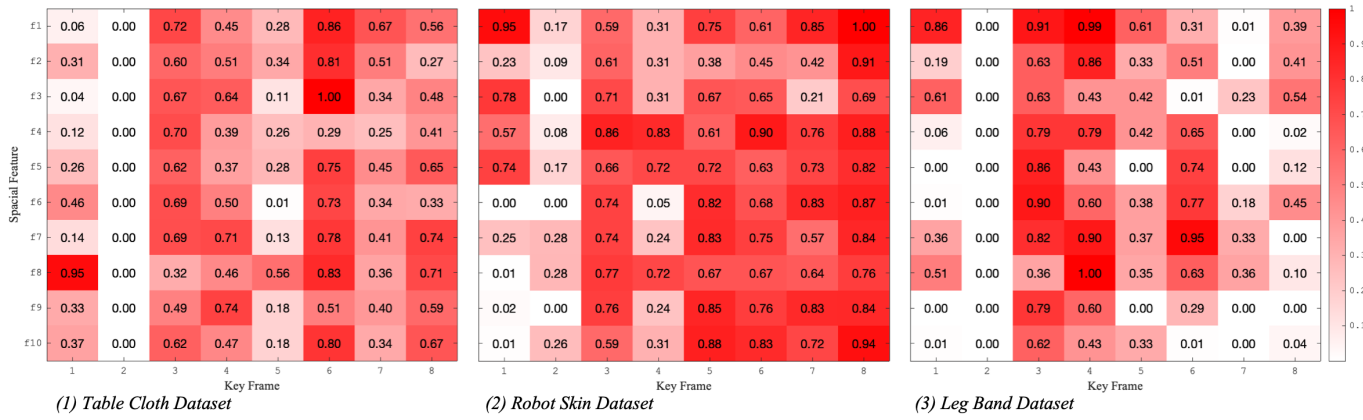 Spacial Feature
f1 0.06 0.00 0.72 0.45 0.28 0.86 0.67 0.56
f2 0.31 0.00 0.60 0.51 0.34 0.81 0.51 0.27
f3 0.04 0.00 0.67 0.64 0.11 1.00 0.34 0.48
f4 0.12 0.00 0.70 0.39 0.26 0.29 0.25 0.41
f5 0.26 0.00 0.62 0.37 0.28 0.75 0.45 0.65
f6 0.46 0.00 0.69 0.50 0.01 0.73 0.34 0.33
f7 0.14 0.00 0.69 0.71 0.13 0.78 0.41 0.74
f8 0.95 0.00 0.32 0.46 0.56 0.83 0.36 0.71
f9 0.33 0.00 0.49 0.74 0.18 0.51 0.40 0.59
f10 0.37 0.00 0.62 0.47 0.18 0.80 0.34 0.67
1 2 3 4 5 6 7 8
Key Frame
(1) Table Cloth Dataset
0.95 0.17 0.59 0.31 0.75 0.61 0.85 1.00
0.23 0.09 0.61 0.31 0.38 0.45 0.42 0.91
0.78 0.00 0.71 0.31 0.67 0.65 0.21 0.69
0.57 0.08 0.86 0.83 0.61 0.90 0.76 0.88
0.74 0.17 0.66 0.72 0.72 0.63 0.73 0.82
0.00 0.00 0.74 0.05 0.82 0.68 0.83 0.87
0.25 0.28 0.74 0.24 0.83 0.75 0.57 0.84
0.01 0.28 0.77 0.72 0.67 0.67 0.64 0.76
0.02 0.00 0.76 0.24 0.85 0.76 0.83 0.84
0.01 0.26 0.59 0.31 0.88 0.83 0.72 0.94
1 2 3 4 5 6 7 8
Key Frame
(2) Robot Skin Dataset
0.86 0.00 0.91 0.99 0.61 0.31 0.01 0.39
0.19 0.00 0.63 0.86 0.33 0.51 0.00 0.41
0.61 0.00 0.63 0.43 0.42 0.01 0.23 0.54
0.06 0.00 0.79 0.79 0.42 0.65 0.00 0.02
0.00 0.00 0.86 0.43 0.00 0.74 0.00 0.12
0.01 0.00 0.90 0.60 0.38 0.77 0.18 0.45
0.36 0.00 0.82 0.90 0.37 0.95 0.33 0.00
0.51 0.00 0.36 1.00 0.35 0.63 0.36 0.10
0.00 0.00 0.79 0.60 0.00 0.29 0.00 0.00
0.01 0.00 0.62 0.43 0.33 0.01 0.00 0.04
1 2 3 4 5 6 7 8
Key Frame
(3) Leg Band Dataset
1
0.9
0.8
0.7
0.6
0.5
0.4
0.3
0.2
0.1